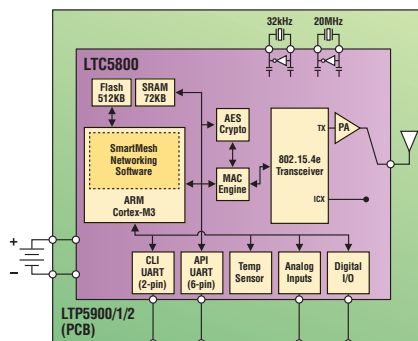 32kHz
20MHz
LTC5800
Flash
512KB
SRAM
72KB
AES
Crypto
SmartMesh
Networking
Software
ARM
Cortex-M3
MAC
Engine
802.15.4e
Transceiver
TX
PA
ICX
+
–
CLI
UART
(2-pin)
API
UART
(6-pin)
Temp
Sensor
Analog
Inputs
Digital
I/O
LTP5900/1/2
(PCB)